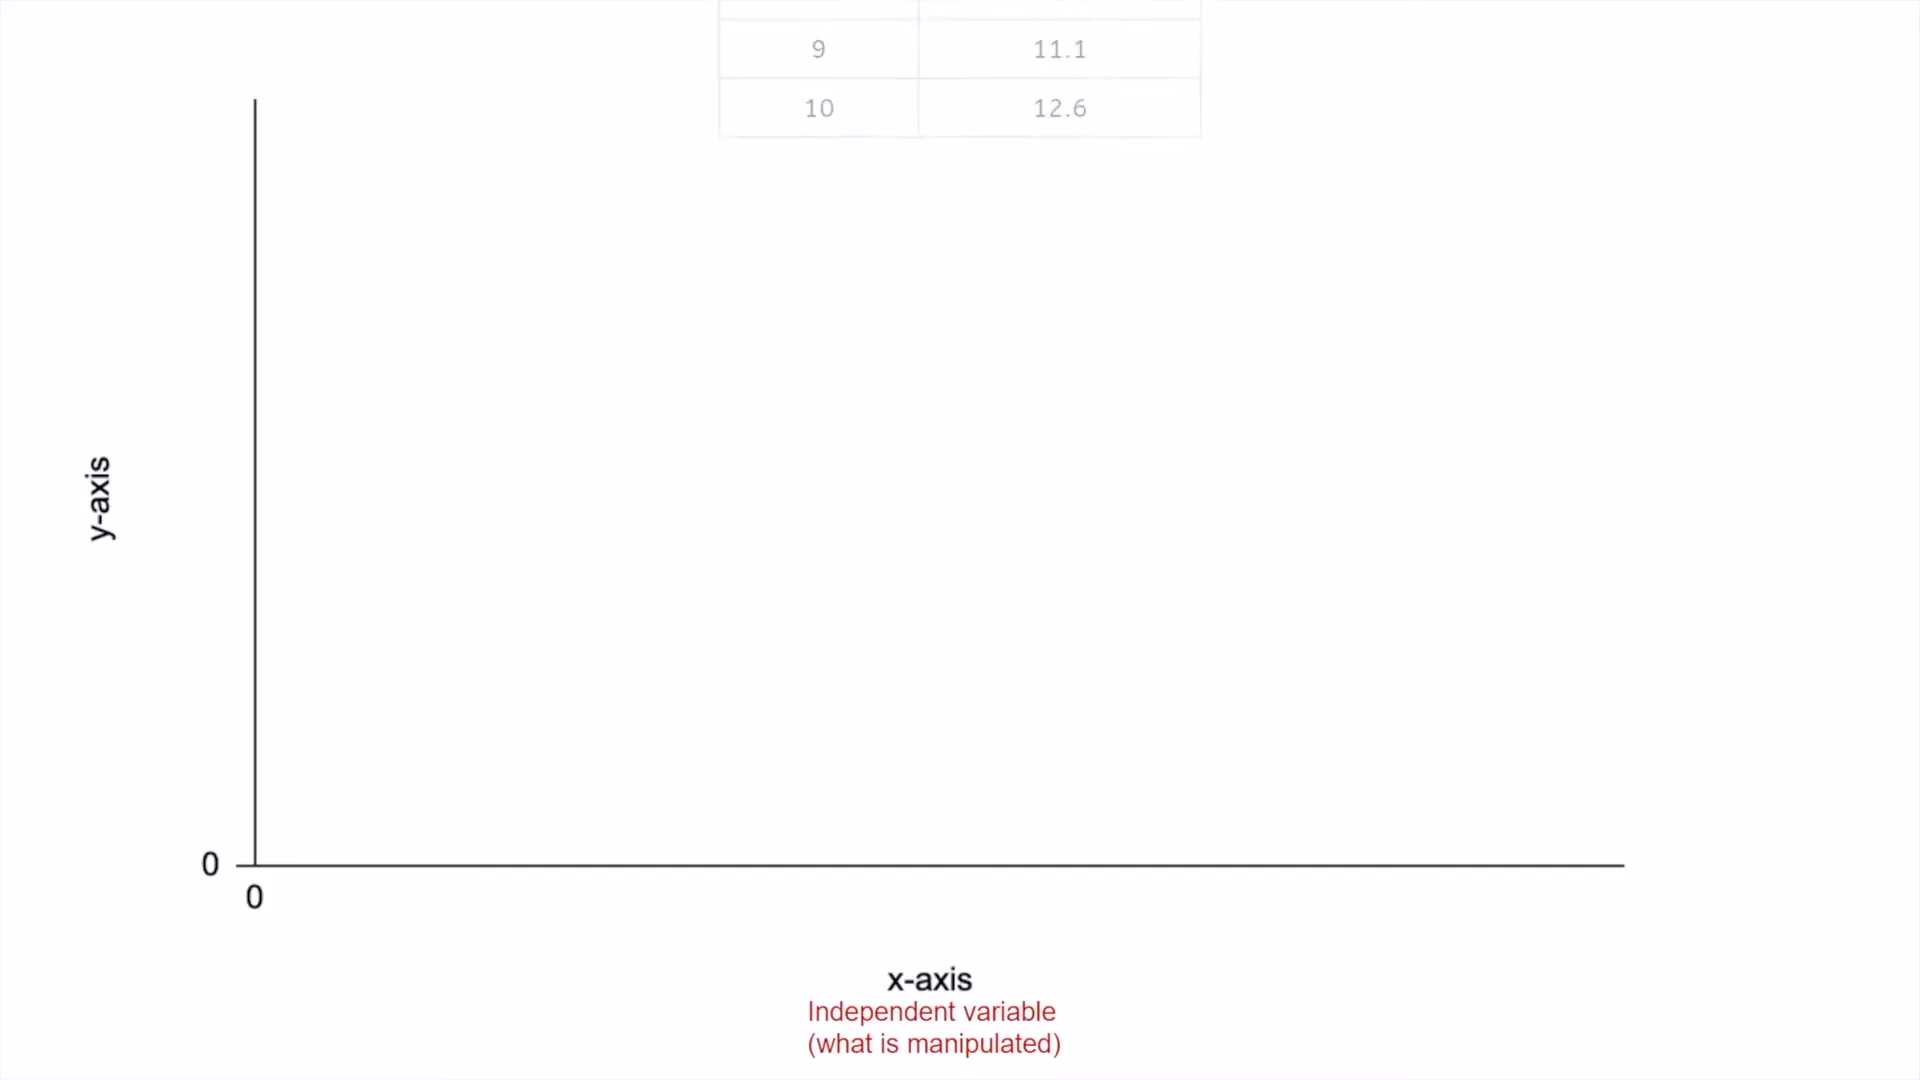 9 11.1
10 12.6
y-axis
0
0
x-axis
Independent variable
(what is manipulated)